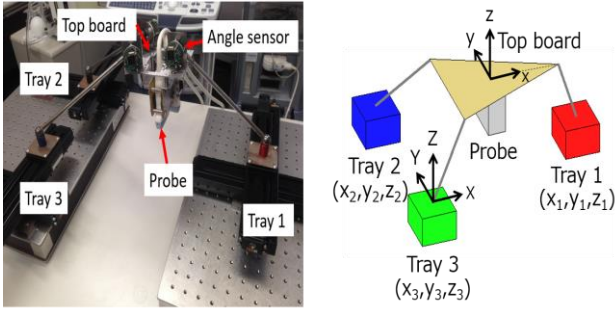 Top board
Angle sensor
Tray 2
Tray 3
Probe
Tray 1
z
y
x
Top board
Z
Y
X
Tray 2
(x₂,y₂,z₂)
Probe
Tray 1
(x₁,y₁,z₁)
Tray 3
(x₃,y₃,z₃)